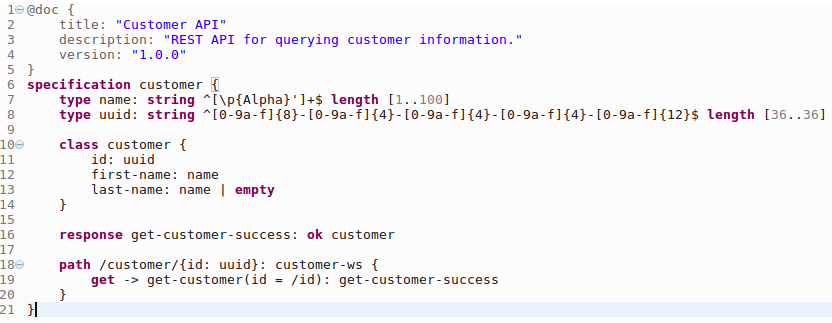 1 @doc {
2     title: "Customer API"
3     description: "REST API for querying customer information."
4     version: "1.0.0"
5 }
6 specification customer {
7     type name: string ^[\p{Alpha}']+$ length [1..100]
8     type uuid: string ^[0-9a-f]{8}-[0-9a-f]{4}-[0-9a-f]{4}-[0-9a-f]{4}-[0-9a-f]{12}$ length [36..36]
9
10     class customer {
11         id: uuid
12         first-name: name
13         last-name: name | empty
14     }
15
16     response get-customer-success: ok customer
17
18     path /customer/{id: uuid}: customer-ws {
19         get -> get-customer(id = /id): get-customer-success
20     }
21 }